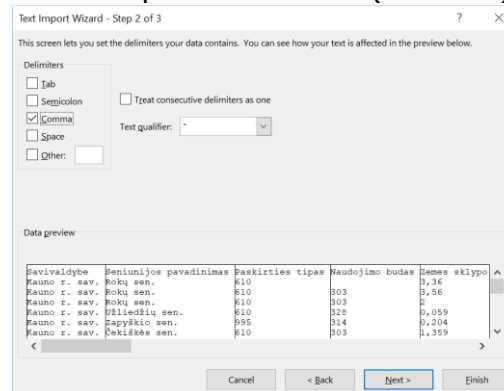 Text Import Wizard - Step 2 of 3 ? ×
This screen lets you set the delimiters your data contains. You can see how your text is affected in the preview below.
Delimiters
Tab
Semicolon
Comma
Space
Other:
Treat consecutive delimiters as one
Text qualifier: "
Data preview
Savivaldybe Seniunijos pavadinimas Paskirties tipas Naudojimo budas Zemes sklypo
Kauno r. sav. Rokų sen. 610 3,36
Kauno r. sav. Rokų sen. 610 303 3,56
Kauno r. sav. Rokų sen. 610 303 2
Kauno r. sav. Užliedžių sen. 610 328 0,059
Kauno r. sav. Zapyškio sen. 995 314 0,204
Kauno r. sav. Čekiškės sen. 610 303 1,359
Cancel < Back Next > Finish